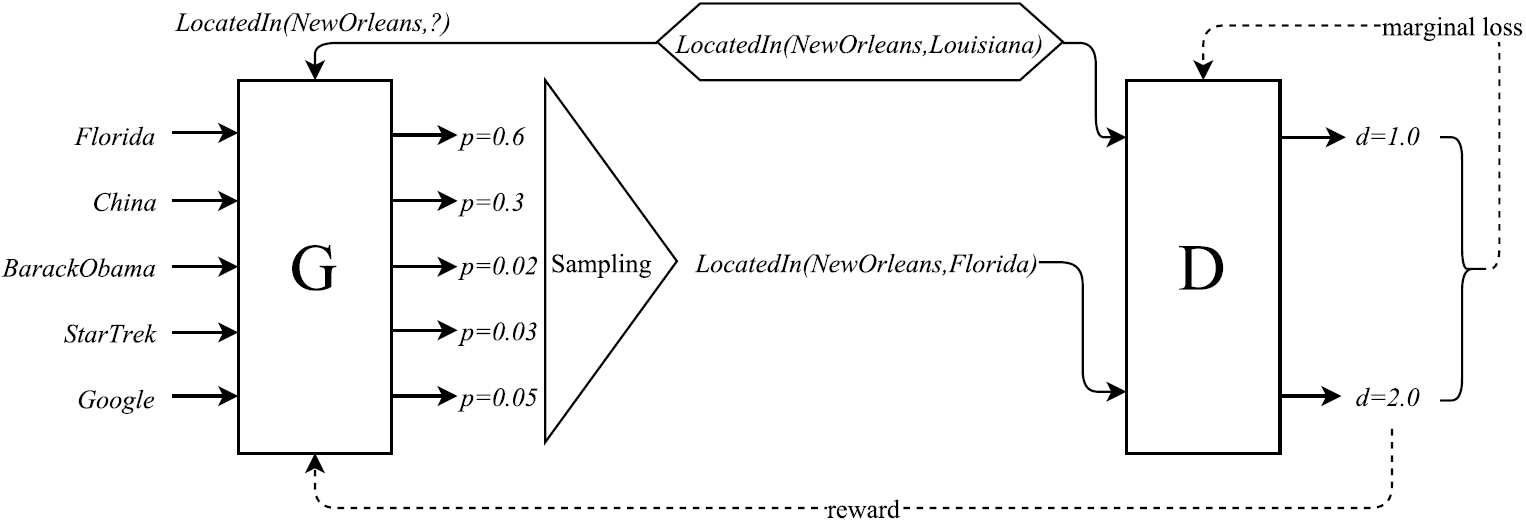 LocatedIn(NewOrleans,?)
LocatedIn(NewOrleans,Louisiana)
marginal loss
Florida
p=0.6
d=1.0
China
p=0.3
G
BarackObama
p=0.02
Sampling
LocatedIn(NewOrleans,Florida)
D
StarTrek
p=0.03
Google
p=0.05
d=2.0
reward